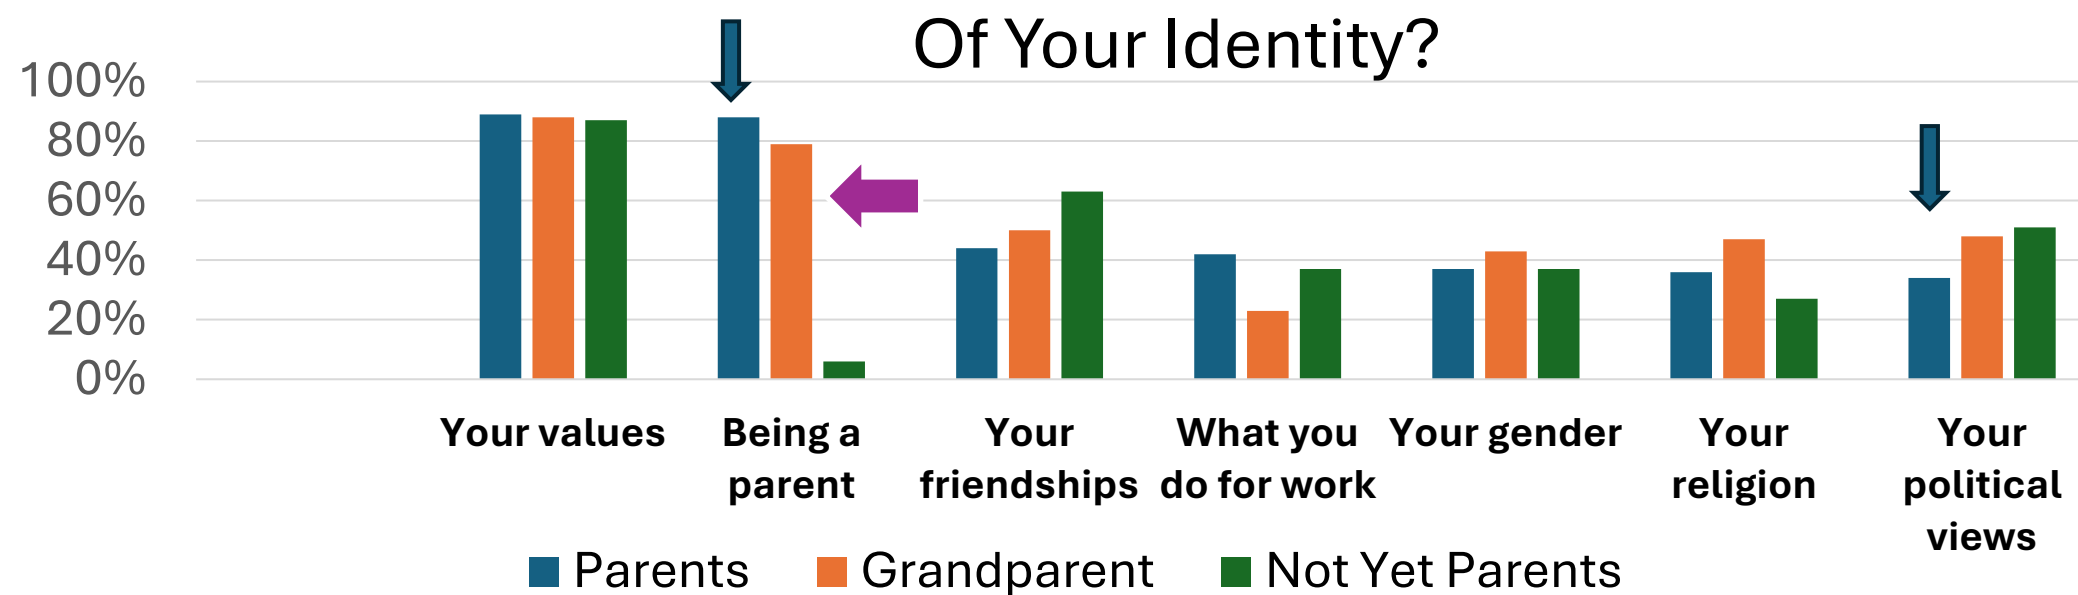 Of Your Identity?
100%
80%
60%
40%
20%
0%
Your values
Being a
parent
Your
friendships
What you
do for work
Your gender
Your
religion
Your
political
views
Parents
Grandparent
Not Yet Parents